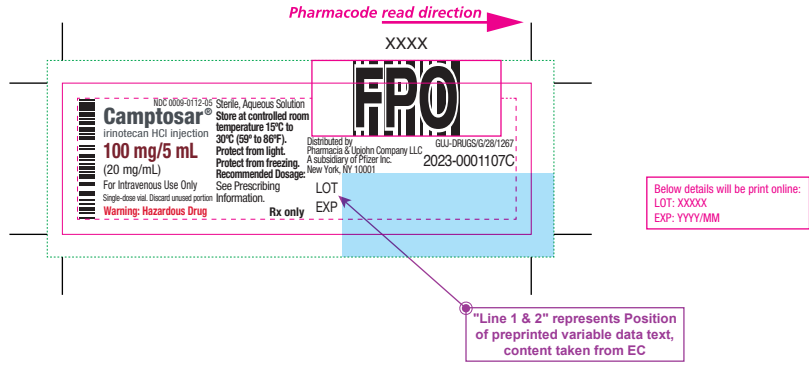 Pharmacode read direction
XXXX
FPO
NDC 0009-0112-05
Camptosar®
irinotecan HCl injection
100 mg/5 mL
(20 mg/mL)
For Intravenous Use Only
Single-dose vial. Discard unused portion
Warning: Hazardous Drug
Sterile, Aqueous Solution
Store at controlled room
temperature 15ºC to
30ºC (59º to 86ºF).
Protect from light.
Protect from freezing.
Recommended Dosage:
See Prescribing
Information.
Rx only
Distributed by
Pharmacia & Upjohn Company LLC
A subsidiary of Pfizer Inc.
New York, NY 10001
GUJ-DRUGS/G/28/1267
2023-0001107C
LOT
EXP
Below details will be print online:
LOT: XXXXX
EXP: YYYY/MM
"Line 1 & 2" represents Position
of preprinted variable data text,
content taken from EC